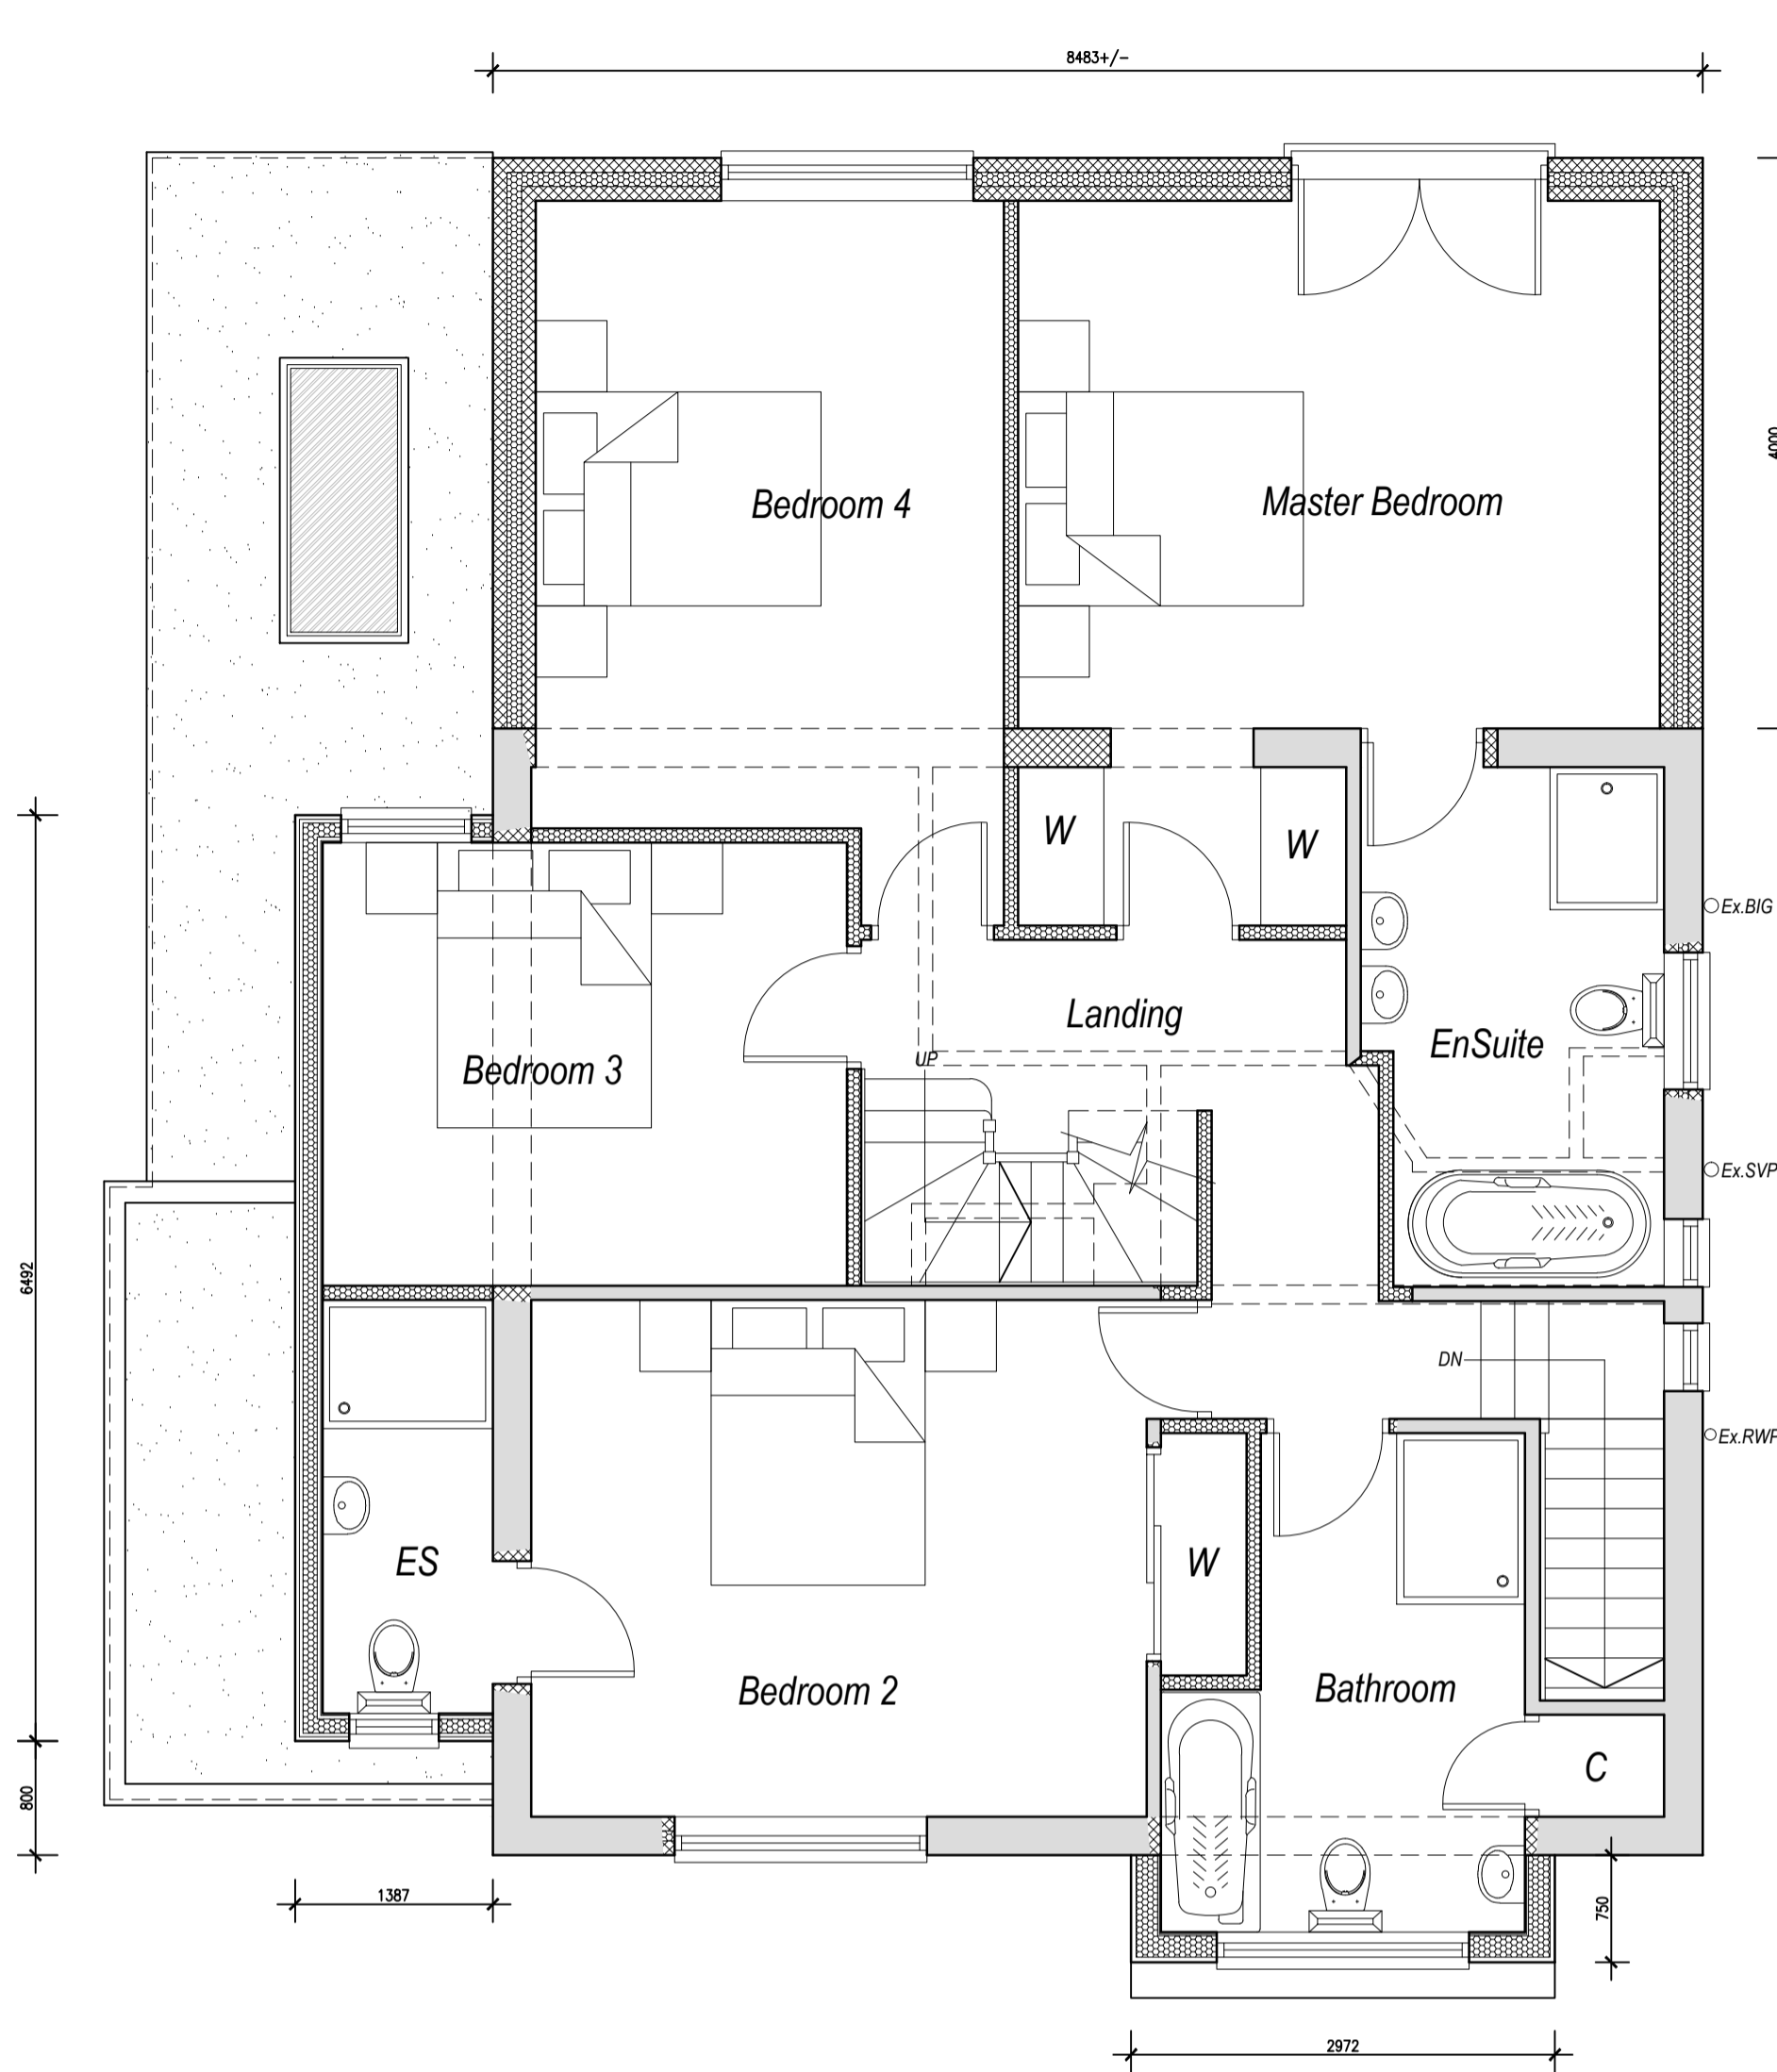 8483+/-
4000
Bedroom 4
Master Bedroom
W
W
Ex.BIG
Landing
EnSuite
UP
Bedroom 3
Ex.SVP
6492
DN
Ex.RWP
ES
W
Bedroom 2
Bathroom
C
800
1387
750
2972